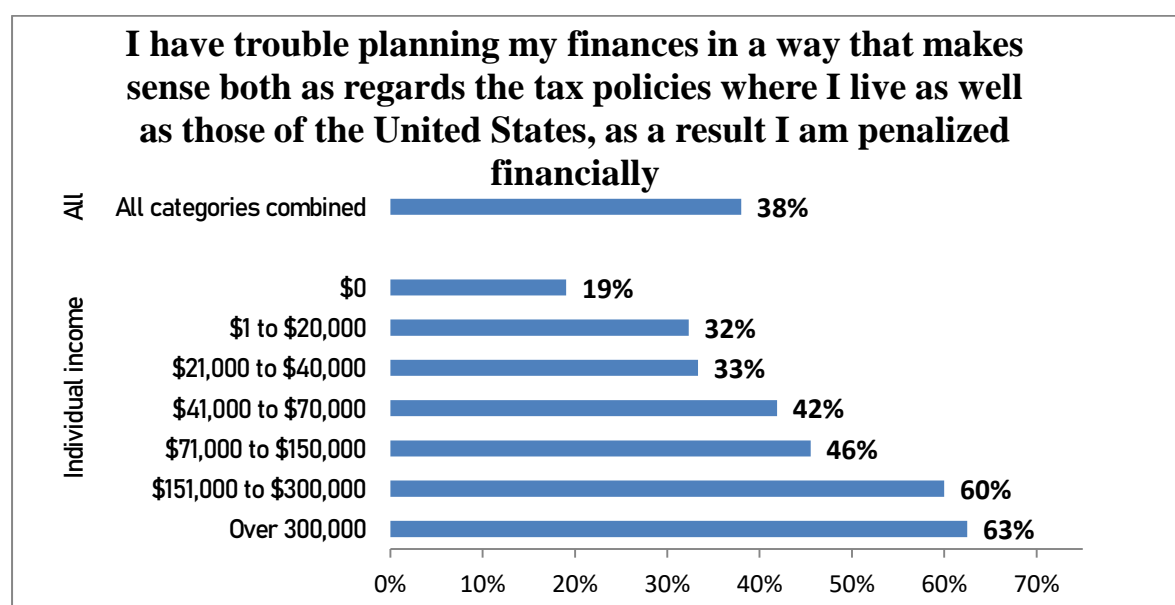 I have trouble planning my finances in a way that makes
sense both as regards the tax policies where I live as well
as those of the United States, as a result I am penalized
financially
All
All categories combined
38%
Individual income
$0
19%
$1 to $20,000
32%
$21,000 to $40,000
33%
$41,000 to $70,000
42%
$71,000 to $150,000
46%
$151,000 to $300,000
60%
Over 300,000
63%
0% 10% 20% 30% 40% 50% 60% 70%